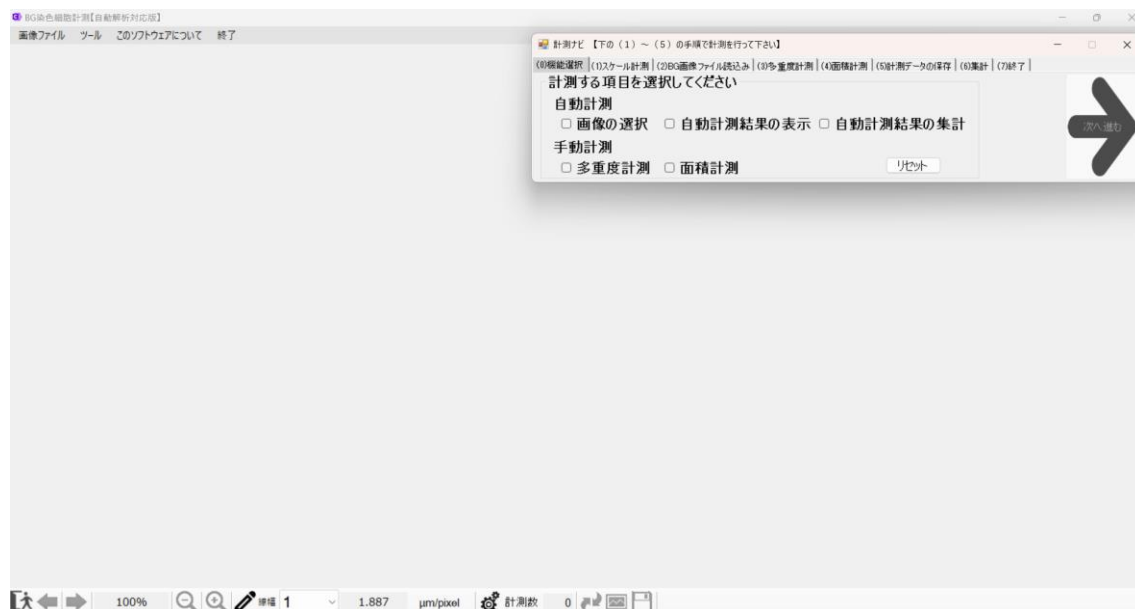 BG染色細胞計測【自動解析対応版】
画像ファイル ツール このソフトウェアについて 終了
計測ナビ 【下の（1）～（5）の手順で計測を行って下さい】
(0)機能選択 (1)スケール計測 (2)BG画像ファイル読込み (3)多重度計測 (4)面積計測 (5)計測データの保存 (6)集計 (7)終了
計測する項目を選択してください
自動計測
画像の選択 自動計測結果の表示 自動計測結果の集計
次へ進む
手動計測
多重度計測 面積計測 リセット
100% 線幅 1 1.887 μm/pixel 計測数 0